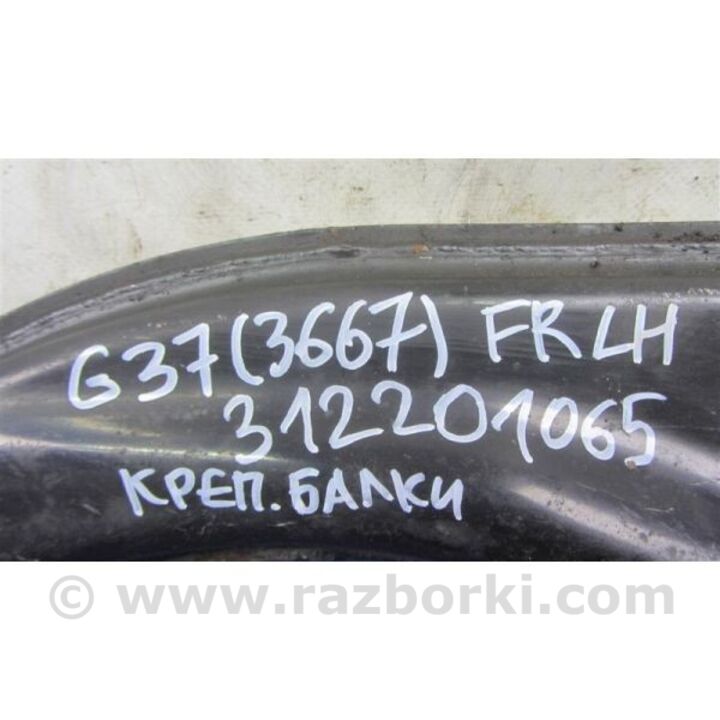 G37(3667) FR LH
312201065
КРЕП. БАЛКИ
© www.razborki.com